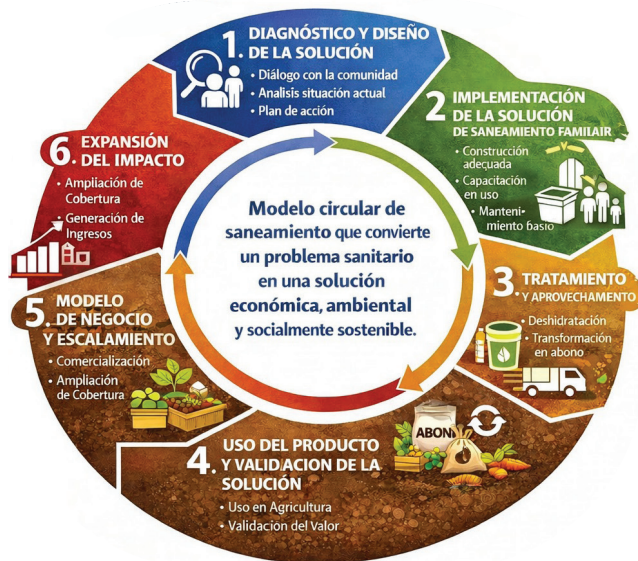 1. DIAGNÓSTICO Y DISEÑO
DE LA SOLUCIÓN
• Diálogo con la comunidad
• Analisis situación actual
• Plan de acción
2. IMPLEMENTACIÓN
DE LA SOLUCIÓN
DE SANEAMIENTO FAMILAIR
• Construcción
adecuada
• Capacitación
en uso
• Manteni-
miento basio
3. TRATAMIENTO
Y APROVECHAMENTO
• Deshidratación
• Transformación
en abono
4. USO DEL PRODUCTO
Y VALIDACION DE LA
SOLUCIÓN
• Uso en Agricultura
• Validación del Valor
ABON
5. MODELO
DE NEGOCIO
Y ESCALAMIENTO
• Comercialización
• Ampliación
de Cobertura
6. EXPANSIÓN
DEL IMPACTO
• Ampliación de
Cobertura
• Generación de
Ingresos
Modelo circular de
saneamiento que convierte
un problema sanitario
en una solución
económica, ambiental
y socialmente sostenible.